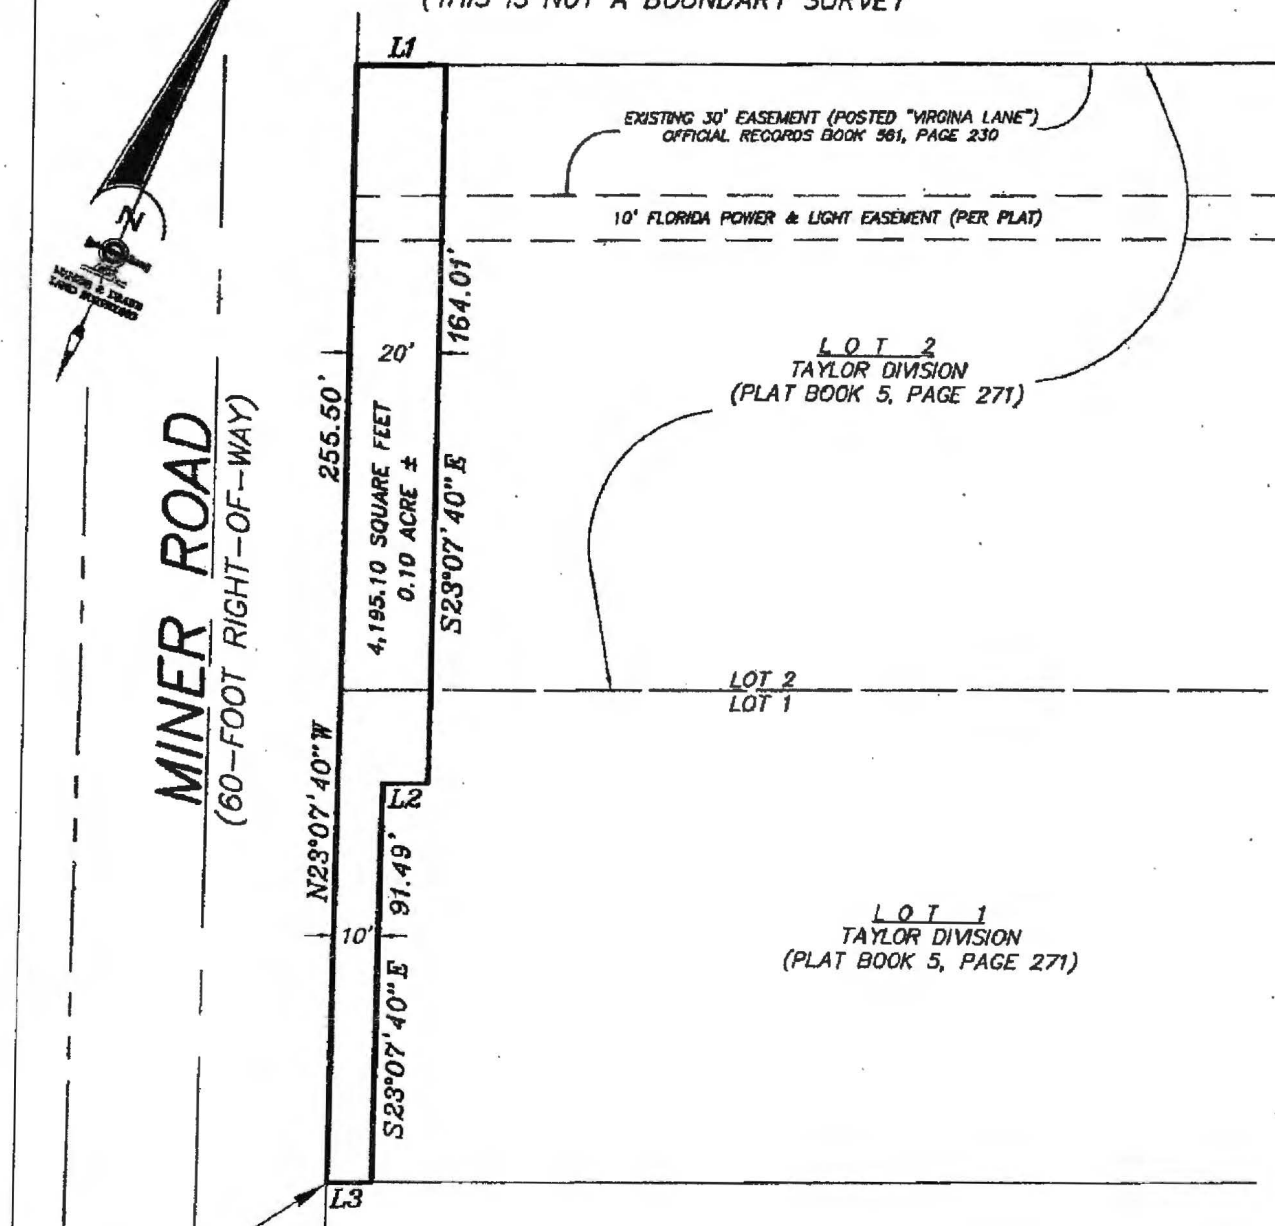 (THIS IS NOT A BOUNDARY SURVEY
L1
EXISTING 30' EASEMENT (POSTED "VIRGINA LANE")
OFFICIAL RECORDS BOOK 561, PAGE 230
10' FLORIDA POWER & LIGHT EASEMENT (PER PLAT)
N
LAND SURVEYORS
164.01'
20'
LOT 2
TAYLOR DIVISION
(PLAT BOOK 5, PAGE 271)
255.50'
4,195.10 SQUARE FEET
0.10 ACRE ±
S23°07'40"E
MINER ROAD
(60-FOOT RIGHT-OF-WAY)
LOT 2
LOT 1
N23°07'40"W
L2
91.49'
10'
LOT 1
TAYLOR DIVISION
(PLAT BOOK 5, PAGE 271)
S23°07'40"E
L3